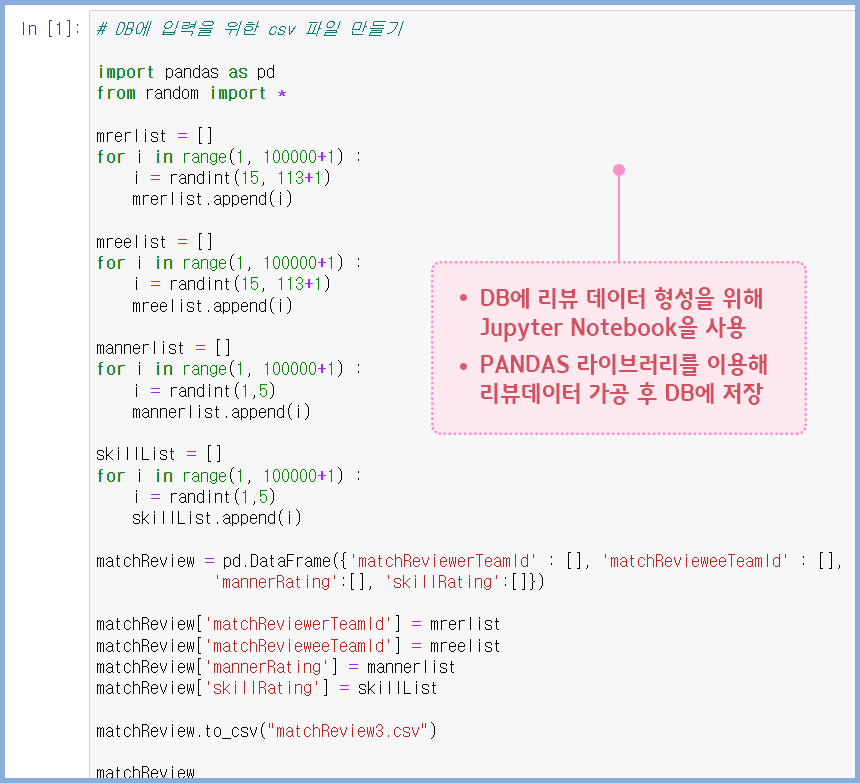 In [1]:
# DB에 입력을 위한 csv 파일 만들기
import pandas as pd
from random import *
mrerlist = []
for i in range(1, 100000+1) :
    i = randint(15, 113+1)
    mrerlist.append(i)
mreelist = []
for i in range(1, 100000+1) :
    i = randint(15, 113+1)
    mreelist.append(i)
mannerlist = []
for i in range(1, 100000+1) :
    i = randint(1,5)
    mannerlist.append(i)
skillList = []
for i in range(1, 100000+1) :
    i = randint(1,5)
    skillList.append(i)
matchReview = pd.DataFrame({'matchReviewerTeamId' : [], 'matchRevieweeTeamId' : [],
             'mannerRating':[], 'skillRating':[]})
matchReview['matchReviewerTeamId'] = mrerlist
matchReview['matchRevieweeTeamId'] = mreelist
matchReview['mannerRating'] = mannerlist
matchReview['skillRating'] = skillList
matchReview.to_csv("matchReview3.csv")
matchReview
• DB에 리뷰 데이터 형성을 위해
Jupyter Notebook을 사용
• PANDAS 라이브러리를 이용해
리뷰데이터 가공 후 DB에 저장